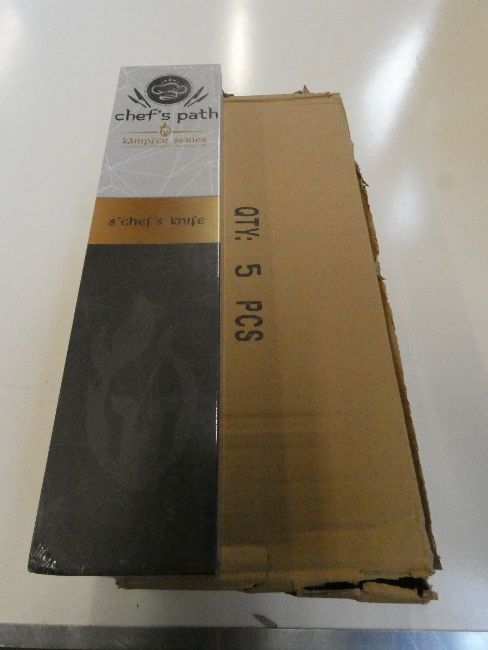 chef's path
Kämpfer series
8" chef's knife
QTY: 5 PCS